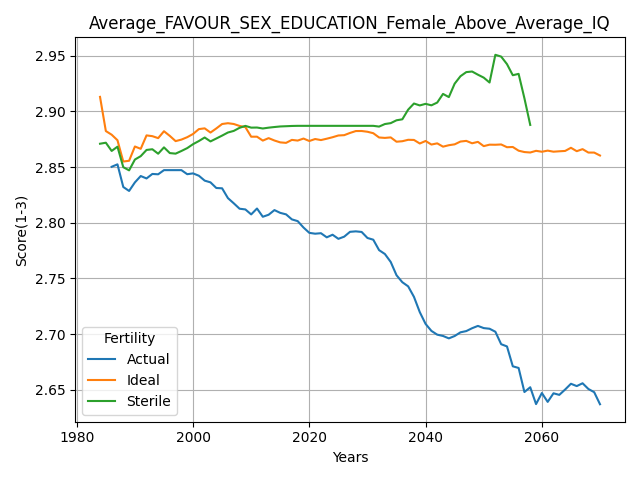 Average_FAVOUR_SEX_EDUCATION_Female_Above_Average_IQ
2.95
2.90
2.85
2.80
2.75
2.70
2.65
Score(1-3)
Fertility
Actual
Ideal
Sterile
1980
2000
2020
2040
2060
Years